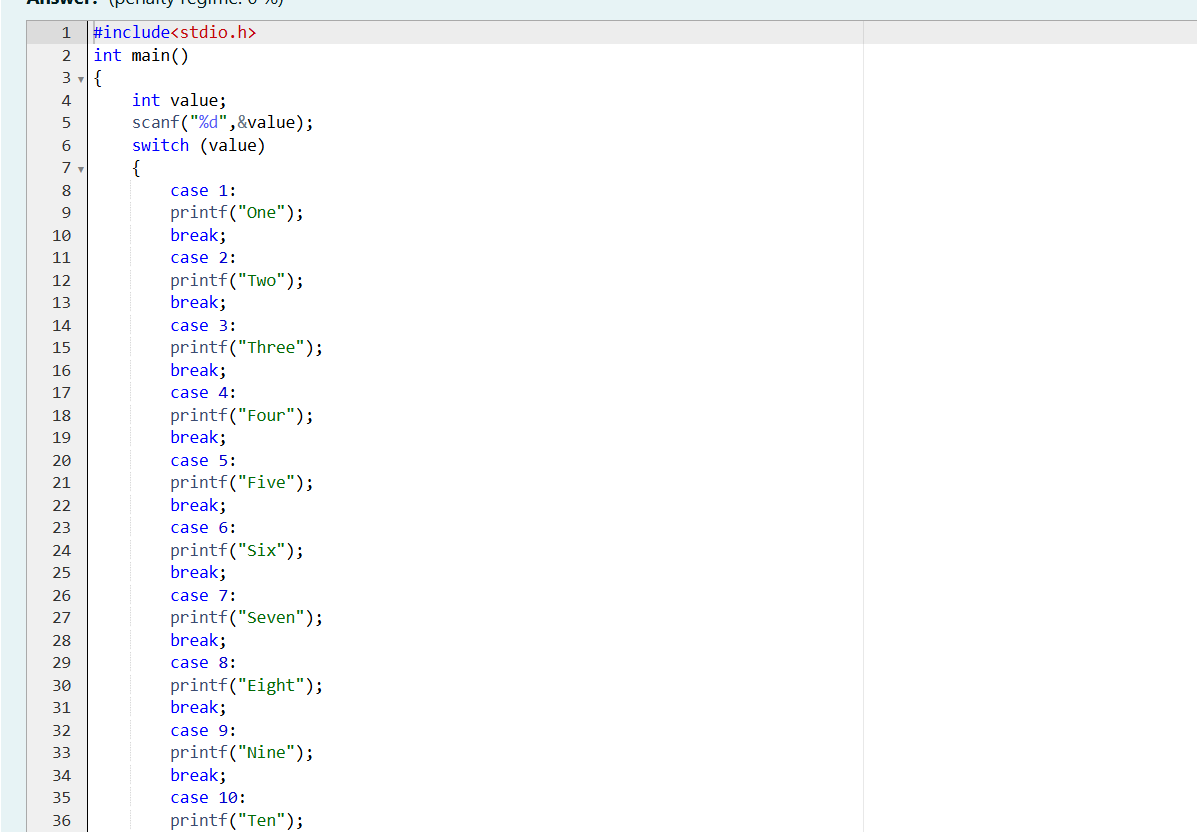 Answer: (penalty regime: 0 %)
1 #include<stdio.h>
2 int main()
3 {
4 int value;
5 scanf("%d",&value);
6 switch (value)
7 {
8 case 1:
9 printf("One");
10 break;
11 case 2:
12 printf("Two");
13 break;
14 case 3:
15 printf("Three");
16 break;
17 case 4:
18 printf("Four");
19 break;
20 case 5:
21 printf("Five");
22 break;
23 case 6:
24 printf("Six");
25 break;
26 case 7:
27 printf("Seven");
28 break;
29 case 8:
30 printf("Eight");
31 break;
32 case 9:
33 printf("Nine");
34 break;
35 case 10:
36 printf("Ten");